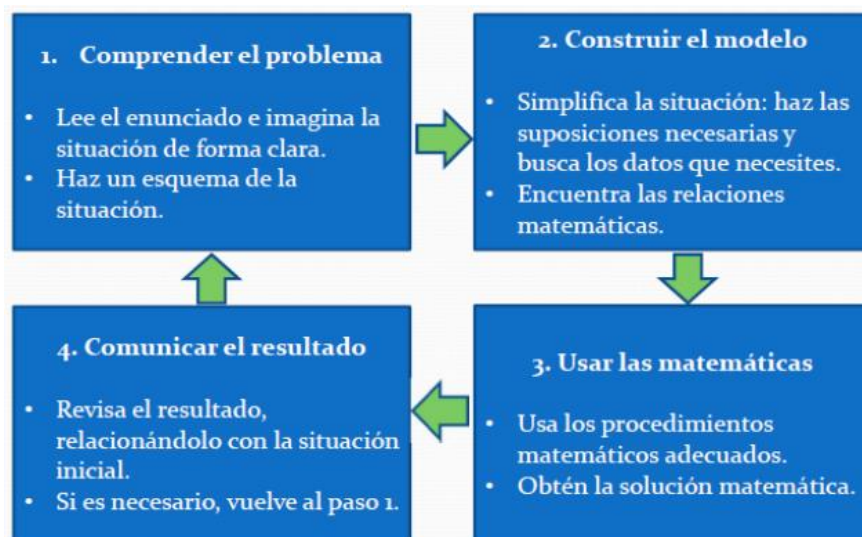 1. Comprender el problema
• Lee el enunciado e imagina la
situación de forma clara.
• Haz un esquema de la
situación.
2. Construir el modelo
• Simplifica la situación: haz las
suposiciones necesarias y
busca los datos que necesites.
• Encuentra las relaciones
matemáticas.
3. Usar las matemáticas
• Usa los procedimientos
matemáticos adecuados.
• Obtén la solución matemática.
4. Comunicar el resultado
• Revisa el resultado,
relacionándolo con la situación
inicial.
• Si es necesario, vuelve al paso 1.